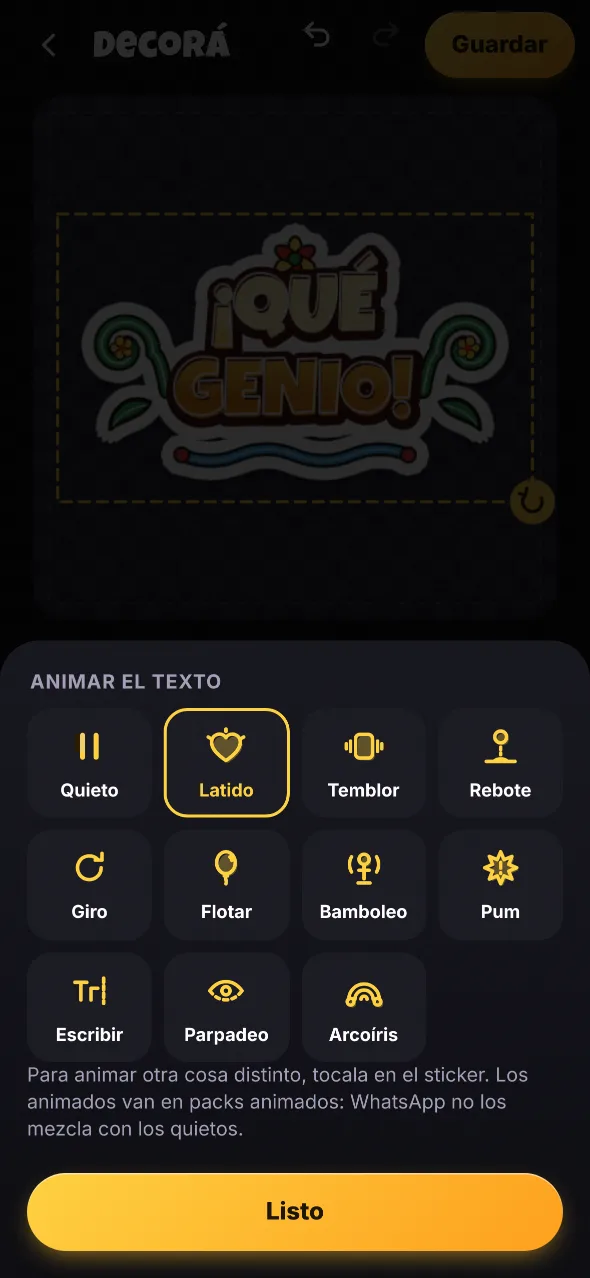 DECORÁ
Guardar
¡QUÉ
GENIO!
ANIMAR EL TEXTO
Quieto
Latido
Temblor
Rebote
Giro
Flotar
Bamboleo
Pum
Tr
Escribir
Parpadeo
Arcoíris
Para animar otra cosa distinto, tocala en el sticker. Los
animados van en packs animados: WhatsApp no los
mezcla con los quietos.
Listo